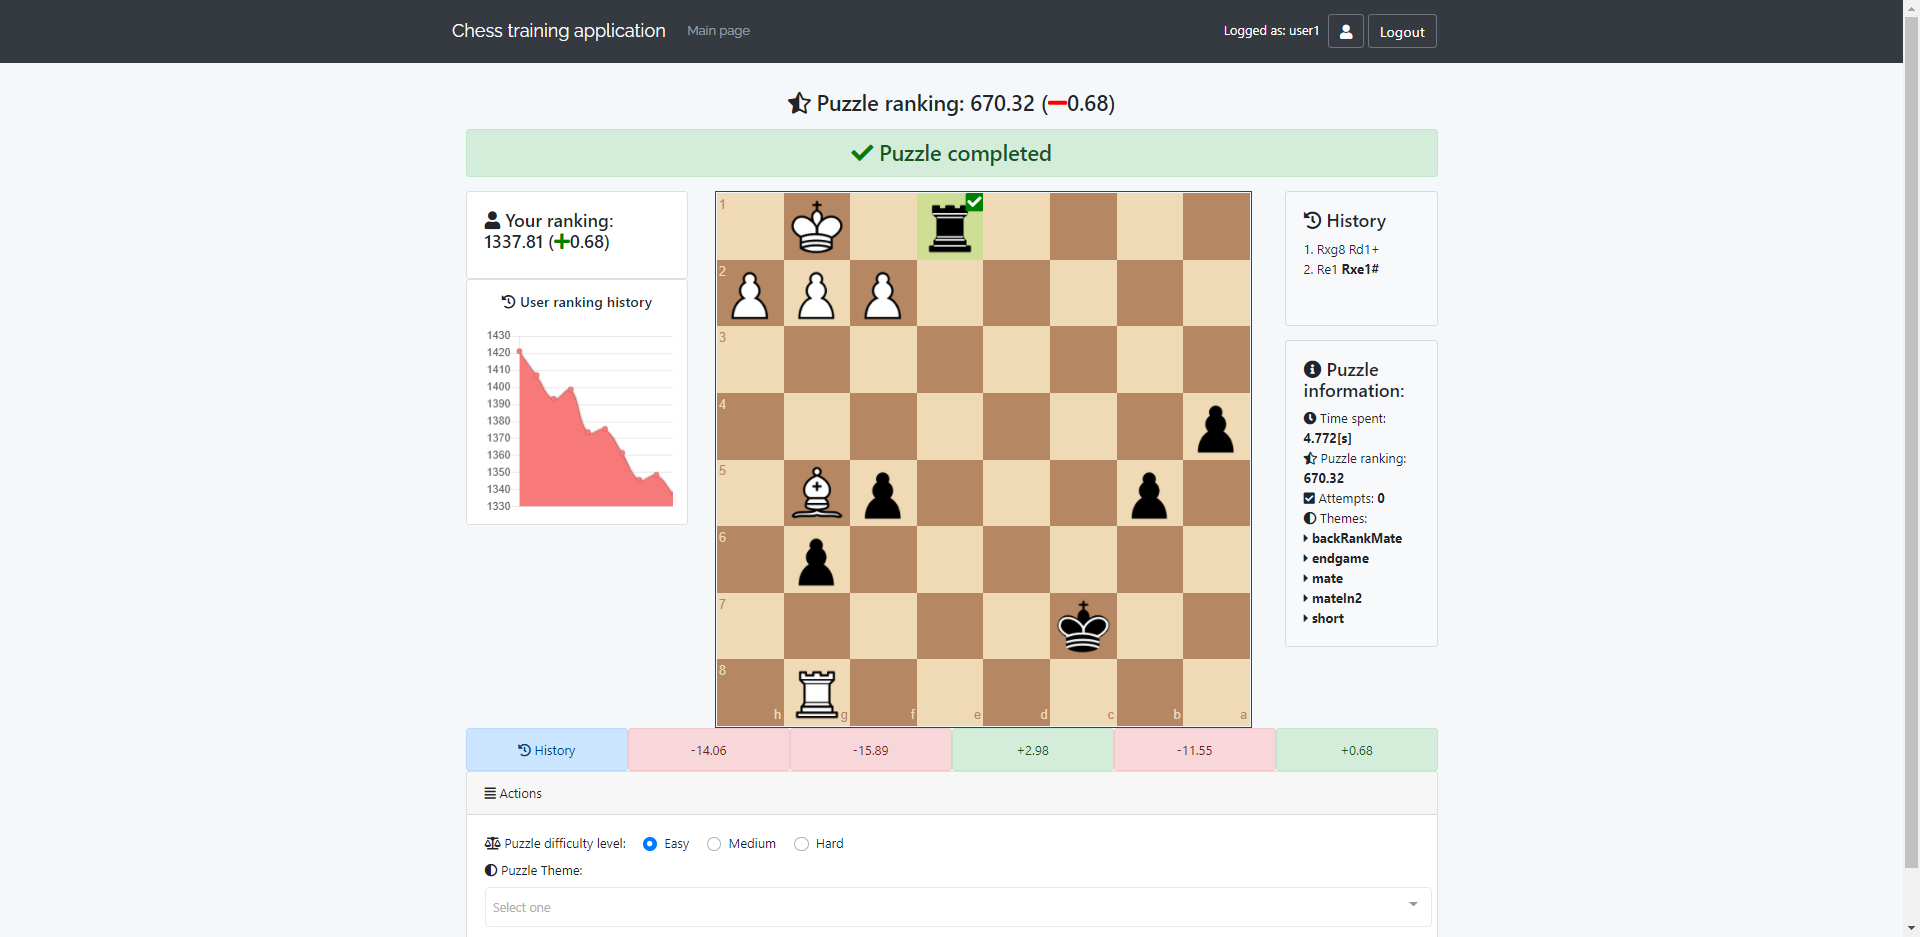 Chess training application
Main page
Logged as: user1
Logout
Puzzle ranking: 670.32 (-0.68)
Puzzle completed
Your ranking:
1337.81 (+0.68)
User ranking history
1430
1420
1410
1400
1390
1380
1370
1360
1350
1340
1330
1
2
3
4
5
6
7
8
h g f e d c b a
History
1. Rxg8 Rd1+
2. Re1 Rxe1#
Puzzle
information:
Time spent:
4.772[s]
Puzzle ranking:
670.32
Attempts: 0
Themes:
backRankMate
endgame
mate
mateIn2
short
History
-14.06
-15.89
+2.98
-11.55
+0.68
Actions
Puzzle difficulty level: Easy Medium Hard
Puzzle Theme:
Select one